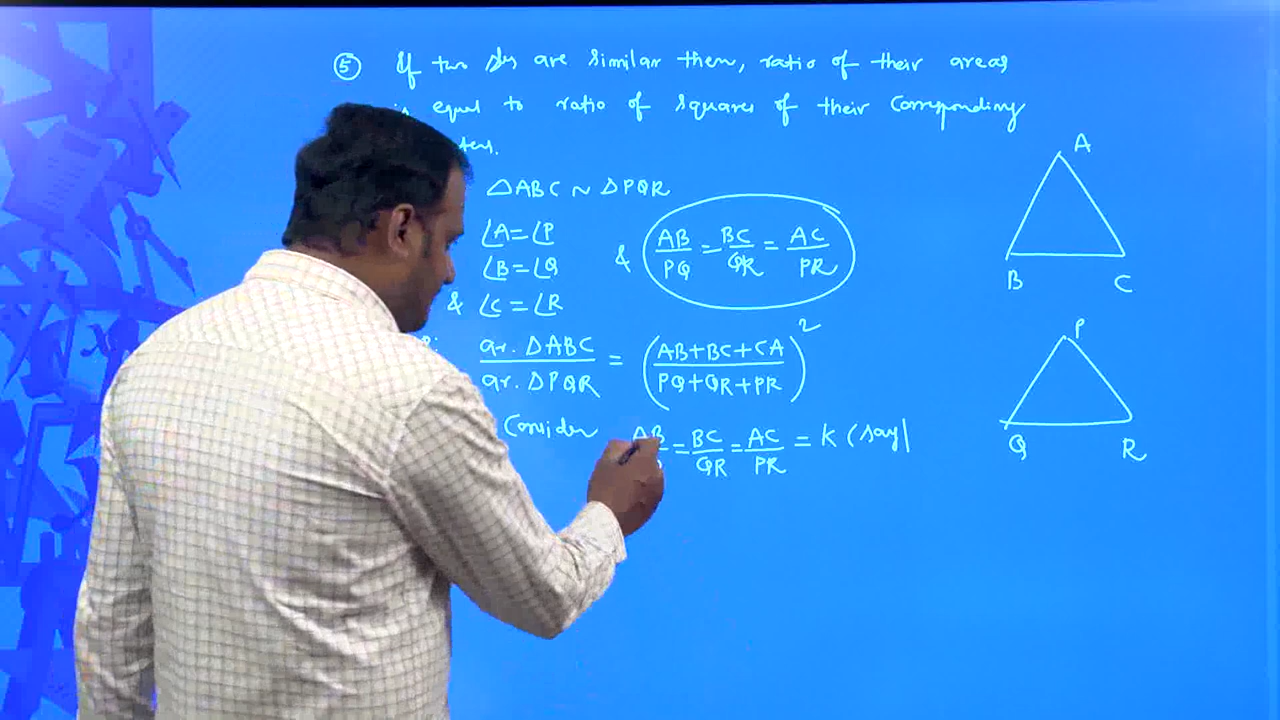 ⑤ If two Δs are similar then, ratio of their areas
is equal to ratio of squares of their Corresponding
ΔABC ~ ΔPQR
∠A=∠P
∠B=∠Q
& ∠C=∠R
& AB/PQ = BC/QR = AC/PR
ar. ΔABC / ar. ΔPQR = ((AB+BC+CA)/(PQ+QR+PR))²
Consider AB = BC/QR = AC/PR = K (say)
A
B C
P
Q R